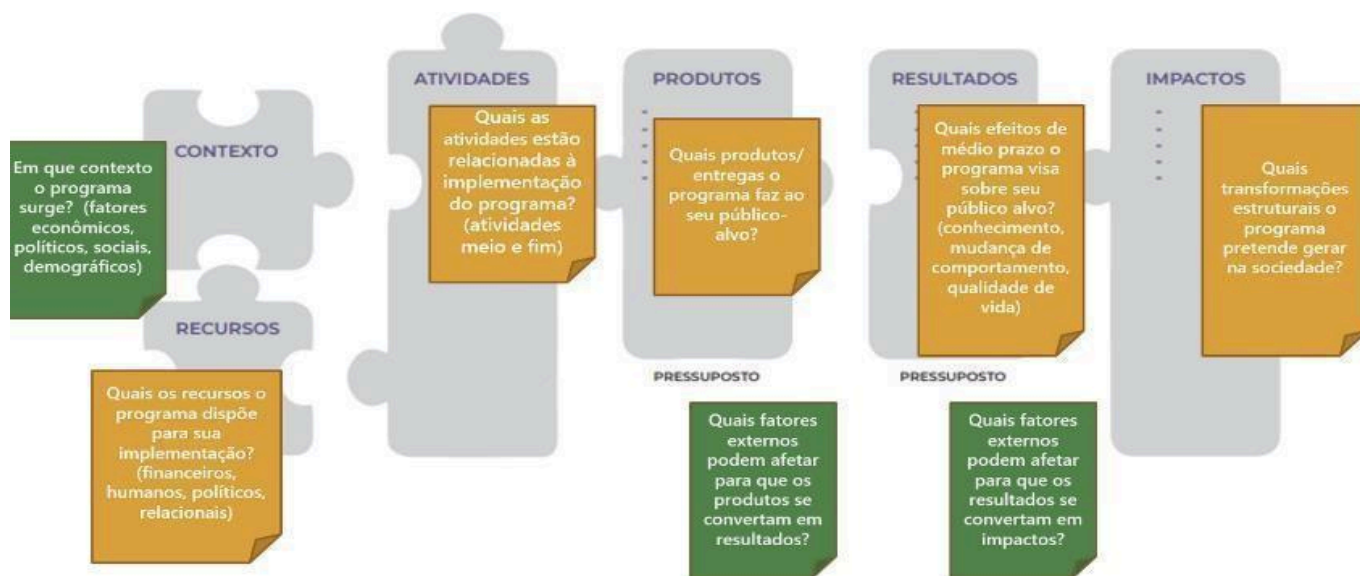 CONTEXTO
Em que contexto
o programa
surge? (fatores
econômicos,
políticos, sociais,
demográficos)
RECURSOS
Quais os recursos o
programa dispõe
para sua
implementação?
(financeiros,
humanos, políticos,
relacionais)
ATIVIDADES
Quais as
atividades estão
relacionadas à
implementação
do programa?
(atividades
meio e fim)
PRODUTOS
Quais produtos/
entregas o
programa faz ao
seu público-
alvo?
PRESSUPOSTO
Quais fatores
externos
podem afetar
para que os
produtos se
convertam em
resultados?
RESULTADOS
Quais efeitos de
médio prazo o
programa visa
sobre seu
público alvo?
(conhecimento,
mudança de
comportamento,
qualidade de
vida)
PRESSUPOSTO
Quais fatores
externos
podem afetar
para que os
resultados se
convertam em
impactos?
IMPACTOS
Quais
transformações
estruturais o
programa
pretende gerar
na sociedade?